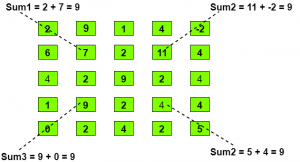 Sum1 = 2 + 7 = 9
Sum2 = 11 + -2 = 9
2 9 1 4 -2
6 7 2 11 4
4 2 9 2 4
1 9 2 4 4
0 2 4 2 5
Sum3 = 9 + 0 = 9
Sum2 = 5 + 4 = 9